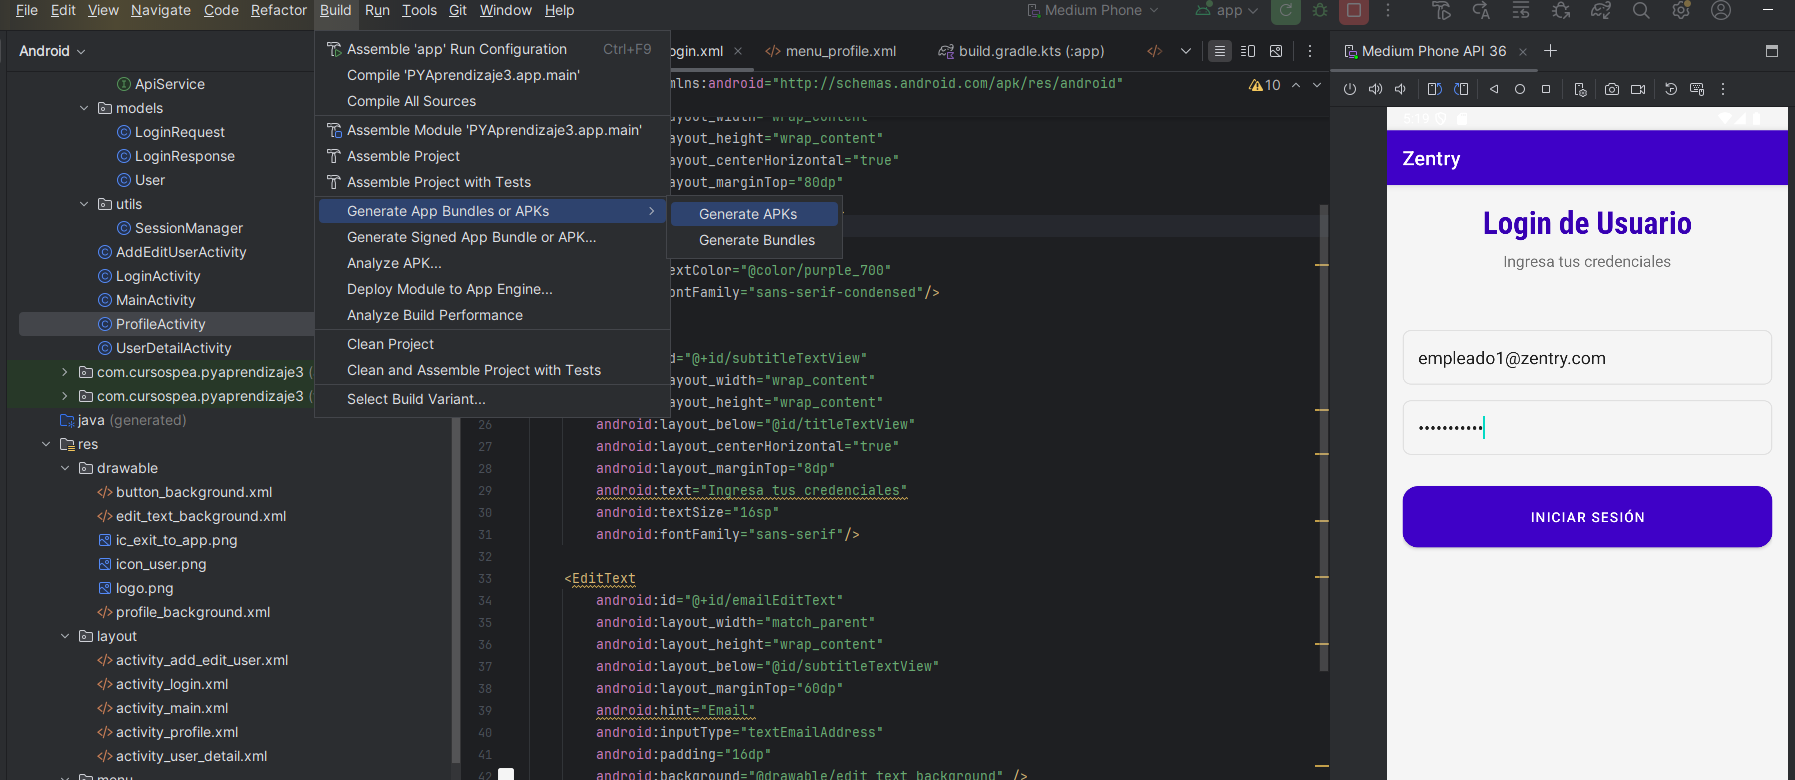 File Edit View Navigate Code Refactor Build Run Tools Git Window Help Medium Phone app
Android
ApiService
models
LoginRequest
LoginResponse
User
utils
SessionManager
AddEditUserActivity
LoginActivity
MainActivity
ProfileActivity
UserDetailActivity
com.cursospea.pyaprendizaje3 (
com.cursospea.pyaprendizaje3 (
java (generated)
res
drawable
button_background.xml
edit_text_background.xml
ic_exit_to_app.png
icon_user.png
logo.png
profile_background.xml
layout
activity_add_edit_user.xml
activity_login.xml
activity_main.xml
activity_profile.xml
activity_user_detail.xml
menu
Assemble 'app' Run Configuration Ctrl+F9
Compile 'PYAprendizaje3.app.main'
Compile All Sources
Assemble Module 'PYAprendizaje3.app.main'
Assemble Project
Assemble Project with Tests
Generate App Bundles or APKs
Generate Signed App Bundle or APK...
Analyze APK...
Deploy Module to App Engine...
Analyze Build Performance
Clean Project
Clean and Assemble Project with Tests
Select Build Variant...
Generate APKs
Generate Bundles
ogin.xml menu_profile.xml build.gradle.kts (:app)
mlns:android="http://schemas.android.com/apk/res/android" 10
ayout_width="wrap_content"
ayout_height="wrap_content"
ayout_centerHorizontal="true"
ayout_marginTop="80dp"
extColor="@color/purple_700"
ontFamily="sans-serif-condensed"/>
d="@+id/subtitleTextView"
ayout_width="wrap_content"
ayout_height="wrap_content"
26 android:layout_below="@id/titleTextView"
27 android:layout_centerHorizontal="true"
28 android:layout_marginTop="8dp"
29 android:text="Ingresa tus credenciales"
30 android:textSize="16sp"
31 android:fontFamily="sans-serif"/>
32
33 <EditText
34 android:id="@+id/emailEditText"
35 android:layout_width="match_parent"
36 android:layout_height="wrap_content"
37 android:layout_below="@id/subtitleTextView"
38 android:layout_marginTop="60dp"
39 android:hint="Email"
40 android:inputType="textEmailAddress"
41 android:padding="16dp"
42 android:background="@drawable/edit_text_background" />
Medium Phone API 36
5:19
Zentry
Login de Usuario
Ingresa tus credenciales
empleado1@zentry.com
•••••••••••
INICIAR SESIÓN